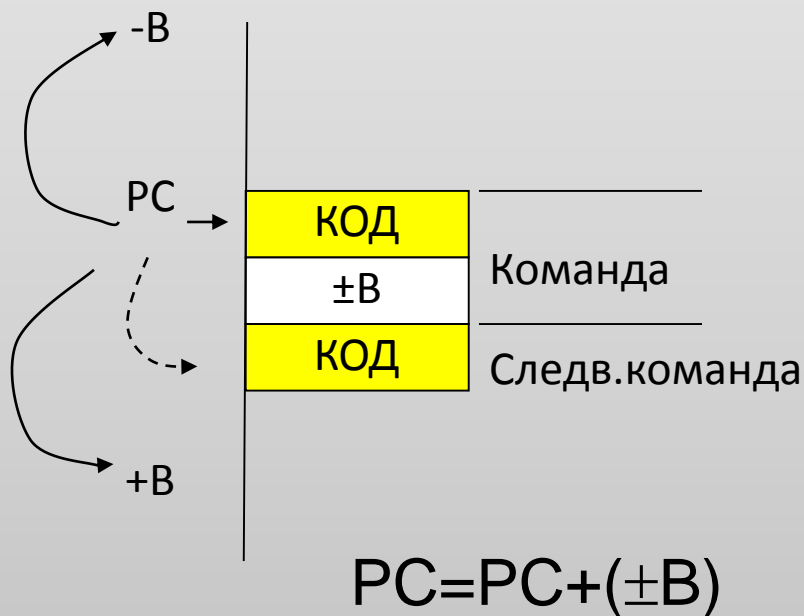 -B
PC
КОД
±B
Команда
КОД
Следв.команда
+B
PC=PC+(±B)